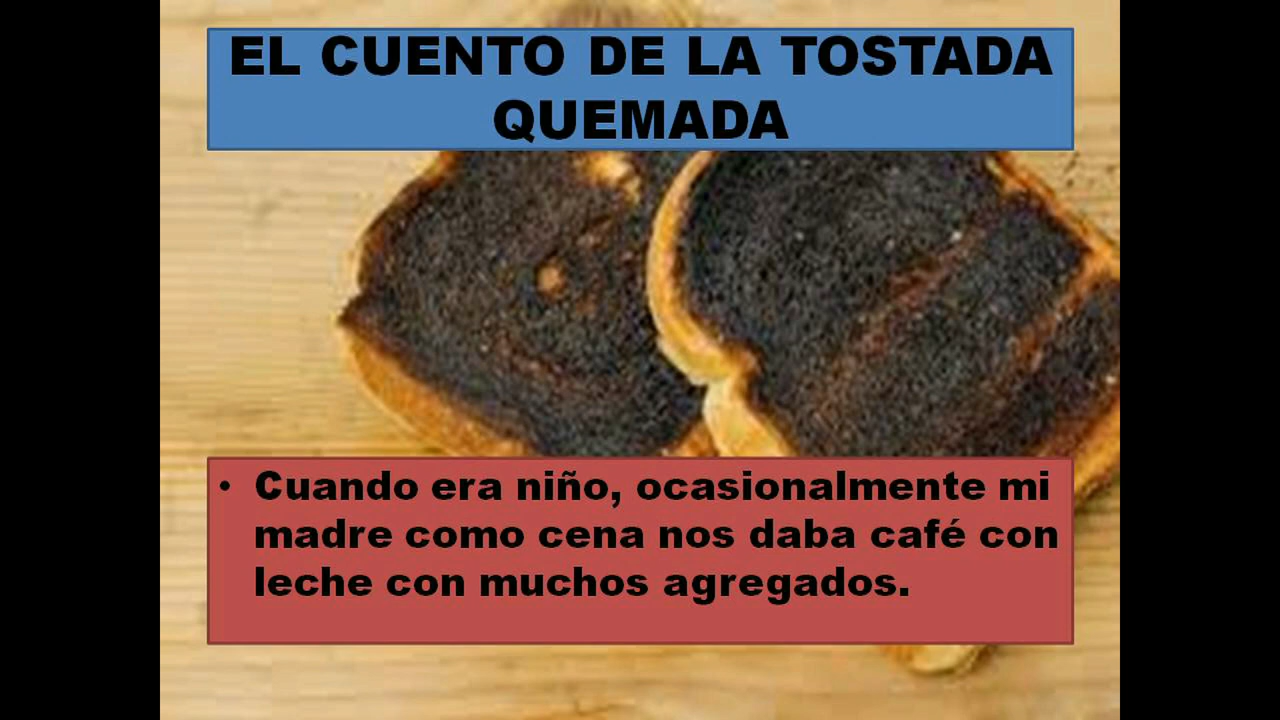 EL CUENTO DE LA TOSTADA
QUEMADA
• Cuando era niño, ocasionalmente mi
madre como cena nos daba café con
leche con muchos agregados.